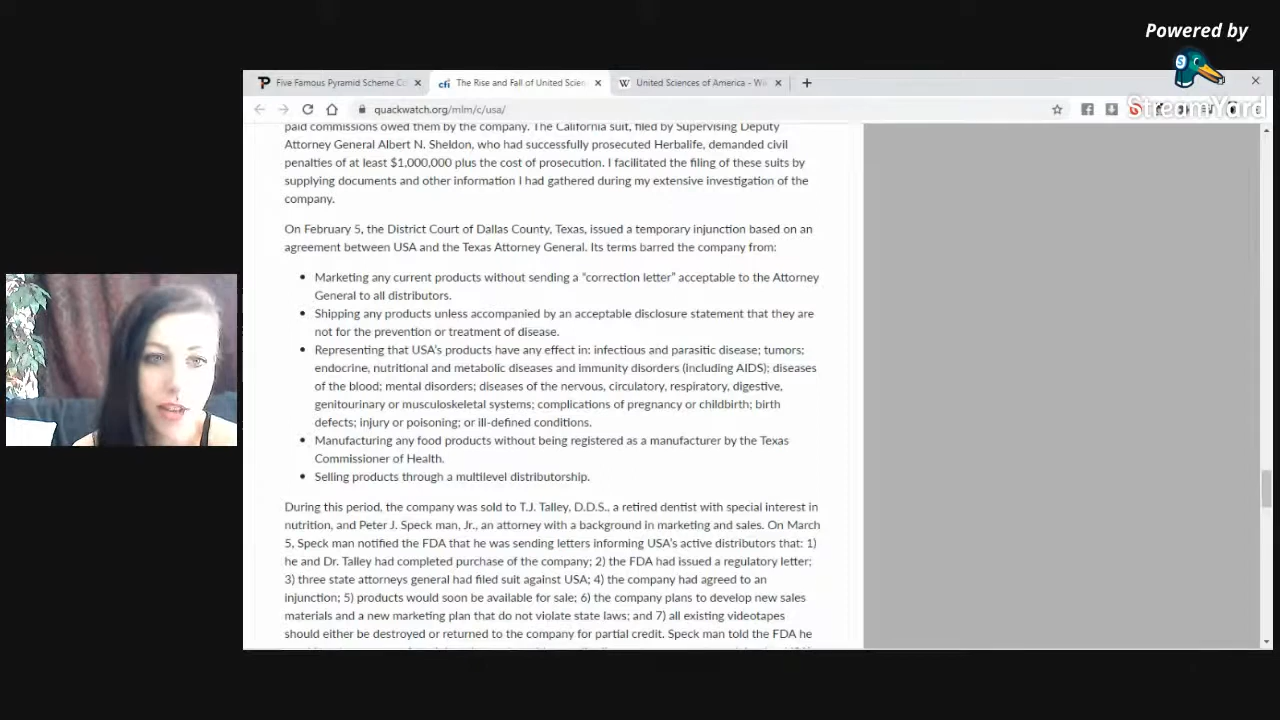 Powered by
StreamYard
Five Famous Pyramid Scheme C
The Rise and Fall of United Scien
United Sciences of America - Wi
quackwatch.org/mlm/c/usa/
paid commissions owed them by the company. The California suit, filed by Supervising Deputy
Attorney General Albert N. Sheldon, who had successfully prosecuted Herbalife, demanded civil
penalties of at least $1,000,000 plus the cost of prosecution. I facilitated the filing of these suits by
supplying documents and other information I had gathered during my extensive investigation of the
company.
On February 5, the District Court of Dallas County, Texas, issued a temporary injunction based on an
agreement between USA and the Texas Attorney General. Its terms barred the company from:
• Marketing any current products without sending a “correction letter” acceptable to the Attorney
General to all distributors.
• Shipping any products unless accompanied by an acceptable disclosure statement that they are
not for the prevention or treatment of disease.
• Representing that USA’s products have any effect in: infectious and parasitic disease; tumors;
endocrine, nutritional and metabolic diseases and immunity disorders (including AIDS); diseases
of the blood; mental disorders; diseases of the nervous, circulatory, respiratory, digestive,
genitourinary or musculoskeletal systems; complications of pregnancy or childbirth; birth
defects; injury or poisoning; or ill-defined conditions.
• Manufacturing any food products without being registered as a manufacturer by the Texas
Commissioner of Health.
• Selling products through a multilevel distributorship.
During this period, the company was sold to T.J. Talley, D.D.S., a retired dentist with special interest in
nutrition, and Peter J. Speck man, Jr., an attorney with a background in marketing and sales. On March
5, Speck man notified the FDA that he was sending letters informing USA’s active distributors that: 1)
he and Dr. Talley had completed purchase of the company; 2) the FDA had issued a regulatory letter;
3) three state attorneys general had filed suit against USA; 4) the company had agreed to an
injunction; 5) products would soon be available for sale; 6) the company plans to develop new sales
materials and a new marketing plan that do not violate state laws; and 7) all existing videotapes
should either be destroyed or returned to the company for partial credit. Speck man told the FDA he